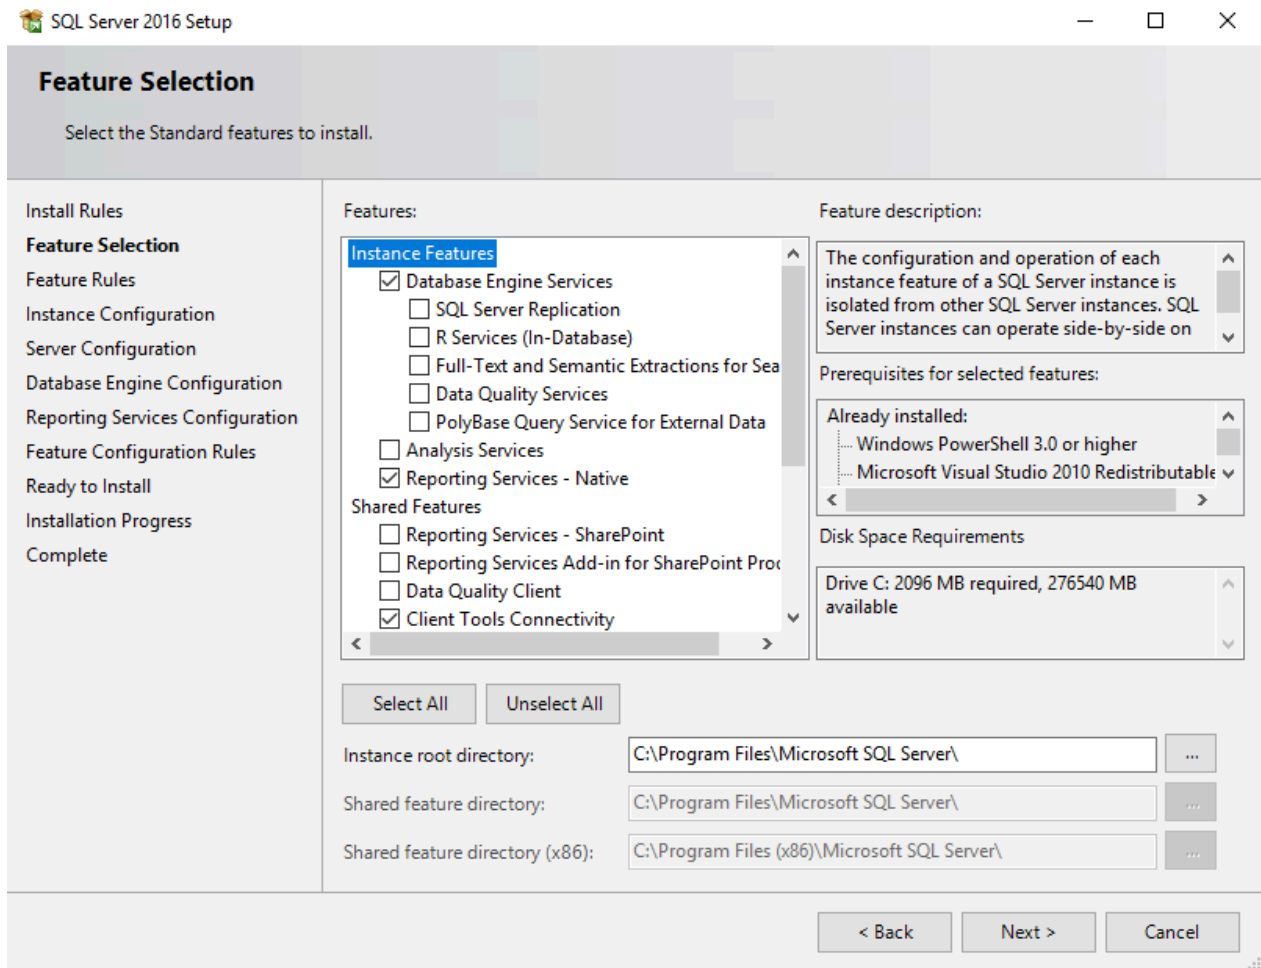 SQL Server 2016 Setup
Feature Selection
Select the Standard features to install.
Install Rules
Feature Selection
Feature Rules
Instance Configuration
Server Configuration
Database Engine Configuration
Reporting Services Configuration
Feature Configuration Rules
Ready to Install
Installation Progress
Complete
Features:
Instance Features
Database Engine Services
SQL Server Replication
R Services (In-Database)
Full-Text and Semantic Extractions for Sea
Data Quality Services
PolyBase Query Service for External Data
Analysis Services
Reporting Services - Native
Shared Features
Reporting Services - SharePoint
Reporting Services Add-in for SharePoint Proc
Data Quality Client
Client Tools Connectivity
Feature description:
The configuration and operation of each
instance feature of a SQL Server instance is
isolated from other SQL Server instances. SQL
Server instances can operate side-by-side on
Prerequisites for selected features:
Already installed:
Windows PowerShell 3.0 or higher
Microsoft Visual Studio 2010 Redistributable
Disk Space Requirements
Drive C: 2096 MB required, 276540 MB
available
Select All
Unselect All
Instance root directory:
C:\Program Files\Microsoft SQL Server\
...
Shared feature directory:
C:\Program Files\Microsoft SQL Server\
...
Shared feature directory (x86):
C:\Program Files (x86)\Microsoft SQL Server\
...
< Back
Next >
Cancel